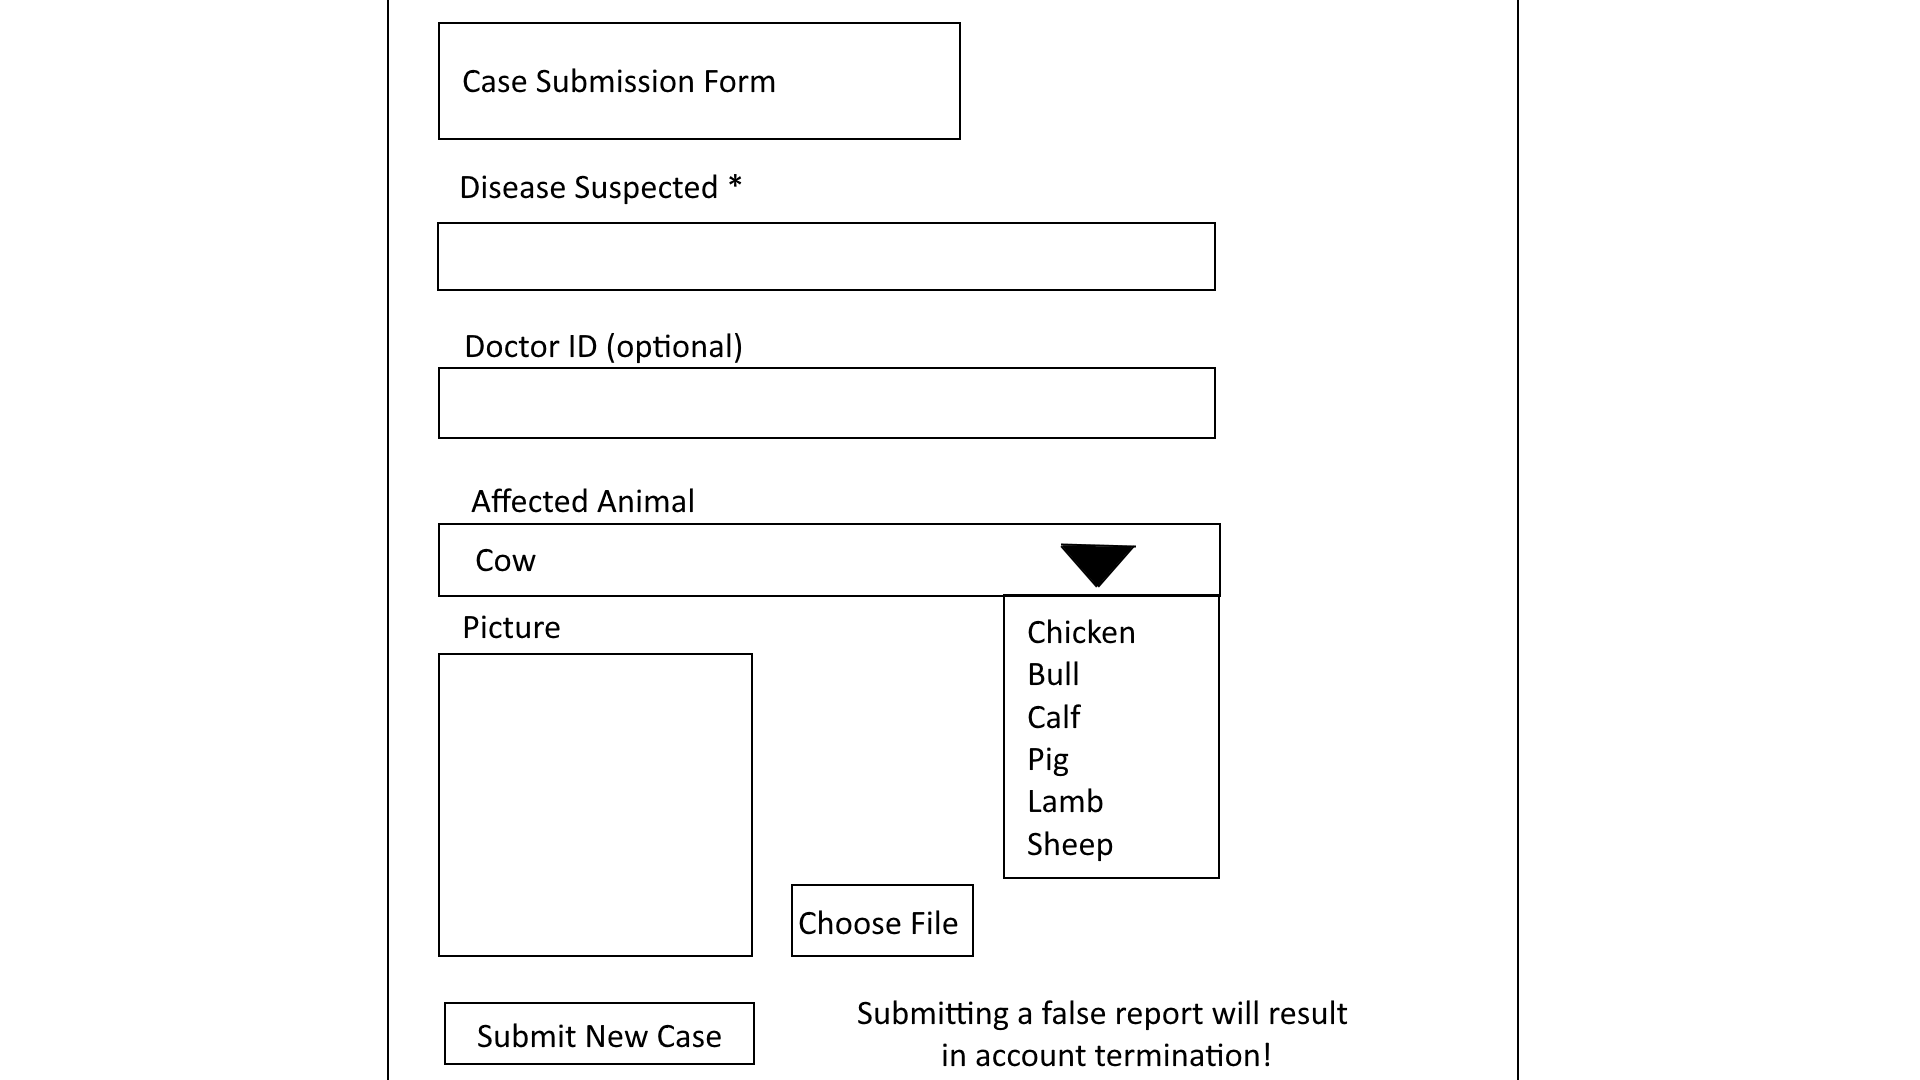 Case Submission Form
Disease Suspected *
Doctor ID (optional)
Affected Animal
Cow
Picture
Chicken
Bull
Calf
Pig
Lamb
Sheep
Choose File
Submit New Case
Submitting a false report will result
in account termination!